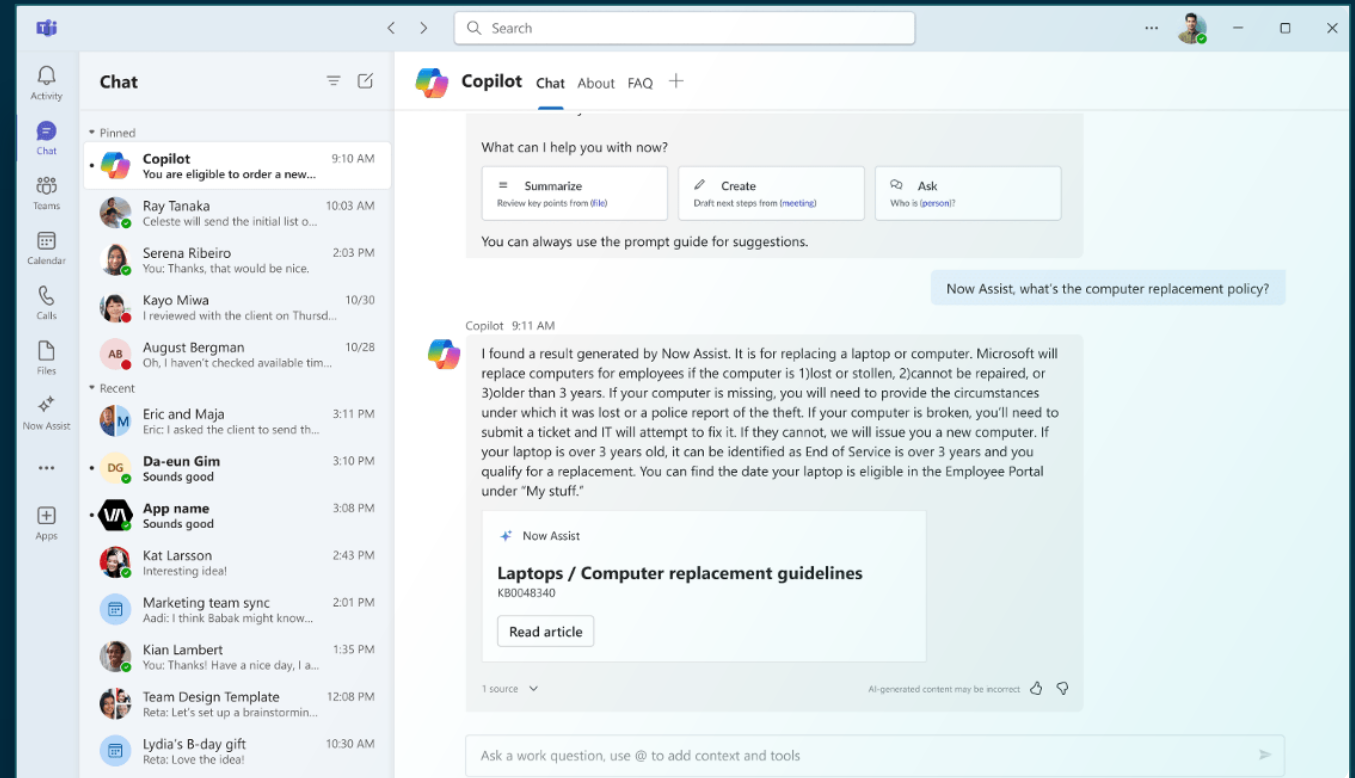 Search
Activity
Chat
Teams
Calendar
Calls
Files
Now Assist
Apps
Chat
Pinned
Copilot 9:10 AM
You are eligible to order a new...
Ray Tanaka 10:03 AM
Celeste will send the initial list o...
Serena Ribeiro 2:03 PM
You: Thanks, that would be nice.
Kayo Miwa 10/30
I reviewed with the client on Thursd...
AB August Bergman 10/28
Oh, I haven't checked available tim...
Recent
M Eric and Maja 3:11 PM
Eric: I asked the client to send th...
DG Da-eun Gim 3:10 PM
Sounds good
App name 3:08 PM
Sounds good
Kat Larsson 2:43 PM
Interesting idea!
Marketing team sync 2:01 PM
Aadi: I think Babak might know...
Kian Lambert 1:35 PM
You: Thanks! Have a nice day, I a...
Team Design Template 12:08 PM
Reta: Let's set up a brainstormin...
Lydia's B-day gift 10:30 AM
Reta: Love the idea!
Copilot Chat About FAQ
What can I help you with now?
Summarize
Review key points from (file)
Create
Draft next steps from (meeting)
Ask
Who is (person)?
You can always use the prompt guide for suggestions.
Now Assist, what's the computer replacement policy?
Copilot 9:11 AM
I found a result generated by Now Assist. It is for replacing a laptop or computer. Microsoft will
replace computers for employees if the computer is 1)lost or stollen, 2)cannot be repaired, or
3)older than 3 years. If your computer is missing, you will need to provide the circumstances
under which it was lost or a police report of the theft. If your computer is broken, you'll need to
submit a ticket and IT will attempt to fix it. If they cannot, we will issue you a new computer. If
your laptop is over 3 years old, it can be identified as End of Service is over 3 years and you
qualify for a replacement. You can find the date your laptop is eligible in the Employee Portal
under "My stuff."
Now Assist
Laptops / Computer replacement guidelines
KB0048340
Read article
1 source
AI-generated content may be incorrect
Ask a work question, use @ to add context and tools